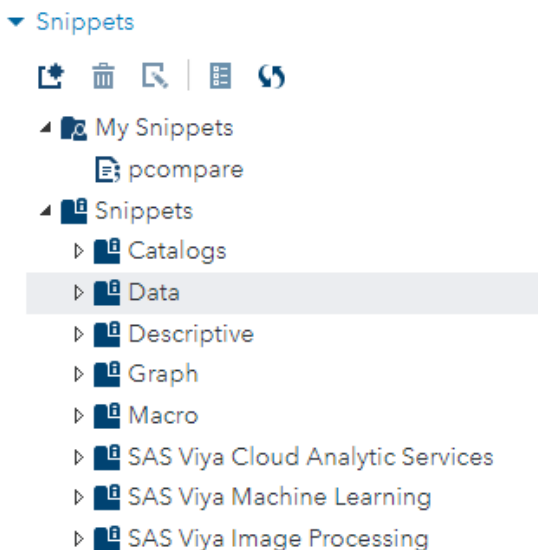 Snippets
My Snippets
pcompare
Snippets
Catalogs
Data
Descriptive
Graph
Macro
SAS Viya Cloud Analytic Services
SAS Viya Machine Learning
SAS Viya Image Processing